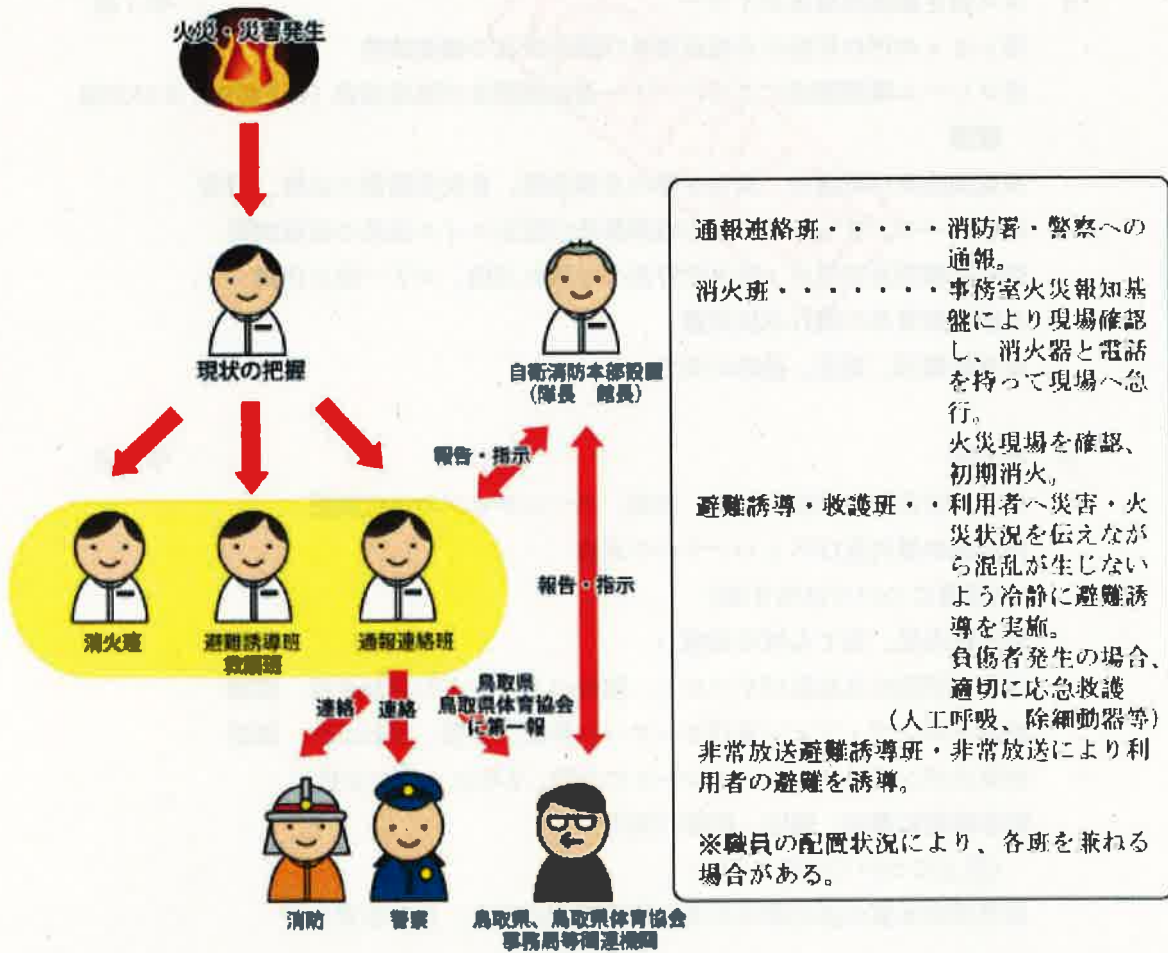 火災・災害発生
現状の把握
自衛消防本部設置
(隊長　館長)
報告・指示
報告・指示
消火班
避難誘導班
救護班
通報連絡班
連絡
連絡
鳥取県
鳥取県体育協会
に第一報
消防
警察
鳥取県、鳥取県体育協会
事務局等関連機関
通報連絡班・・・・・消防署・警察への
通報。
消火班・・・・・・・事務室火災報知基
盤により現場確認
し、消火器と電話
を持って現場へ急
行。
火災現場を確認、
初期消火。
避難誘導・救護班・・利用者へ災害・火
災状況を伝えなが
ら混乱が生じない
よう冷静に避難誘
導を実施。
負傷者発生の場合、
適切に応急救護
(人工呼吸、除細動器等)
非常放送避難誘導班・非常放送により利
用者の避難を誘導。
※職員の配置状況により、各班を兼ねる
場合がある。